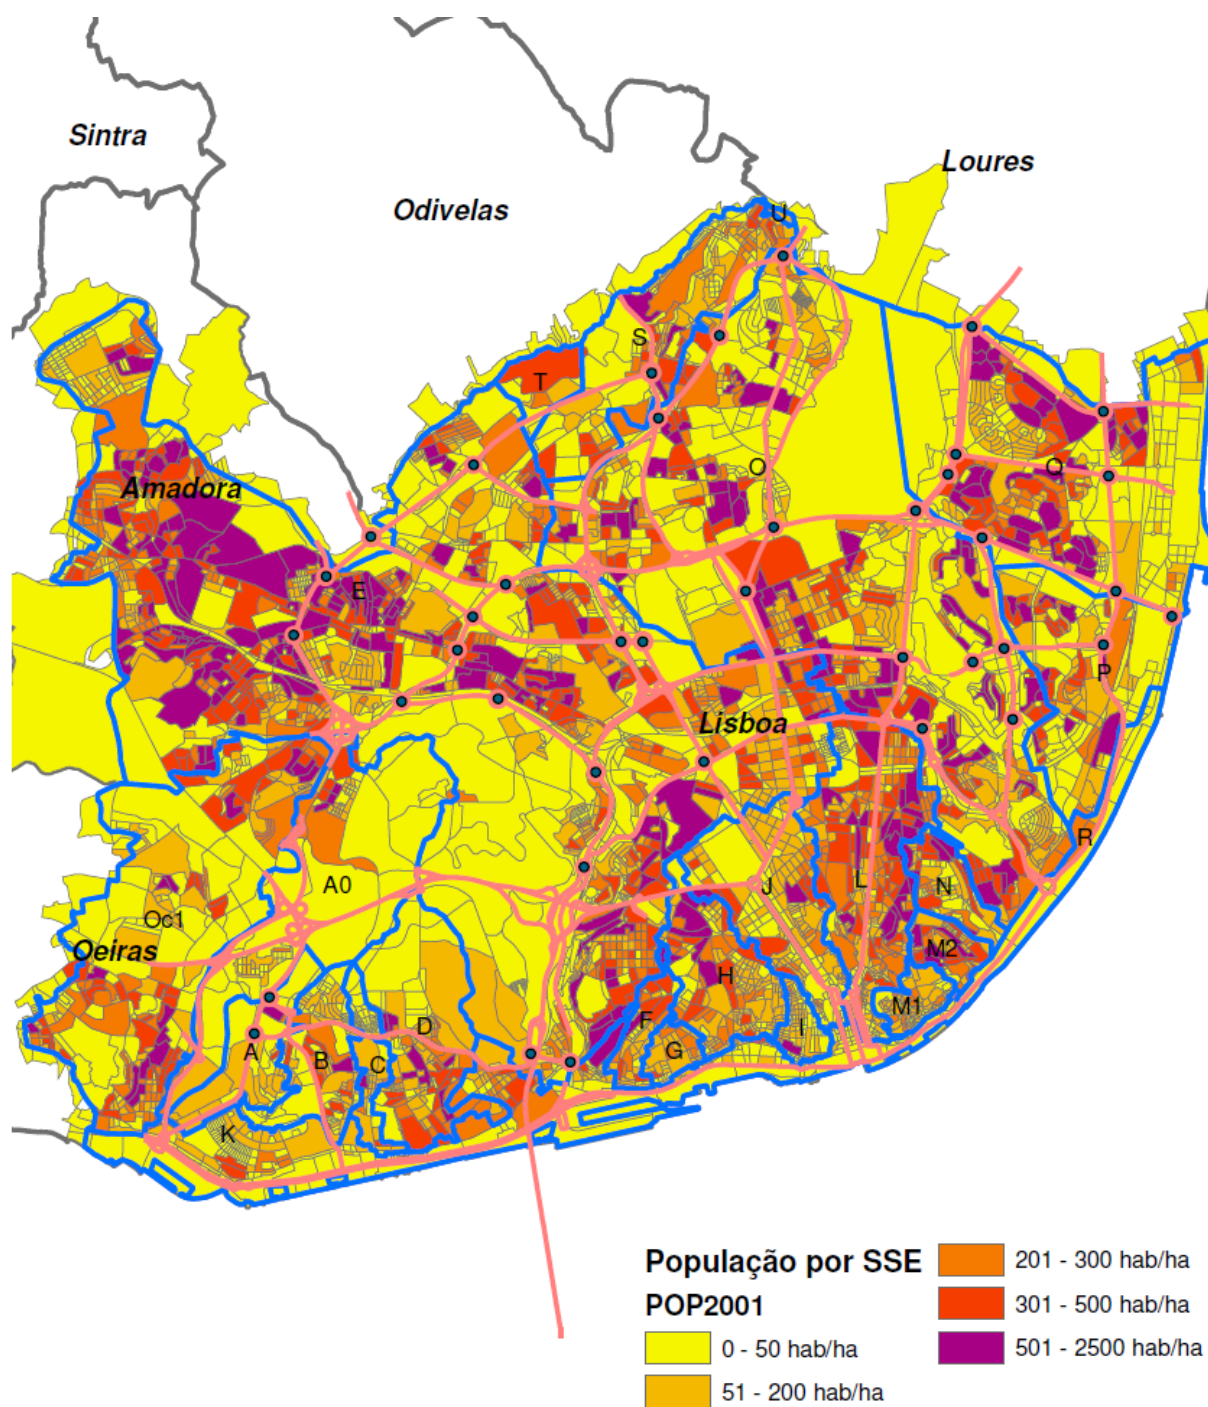 Sintra
Loures
Odivelas
U
S
T
O
Q
Amadora
E
P
Lisboa
R
A0
J
L
N
Oc1
Oeiras
M2
H
M1
F
I
D
G
A
B
C
K
População por SSE
POP2001
0 - 50 hab/ha
51 - 200 hab/ha
201 - 300 hab/ha
301 - 500 hab/ha
501 - 2500 hab/ha